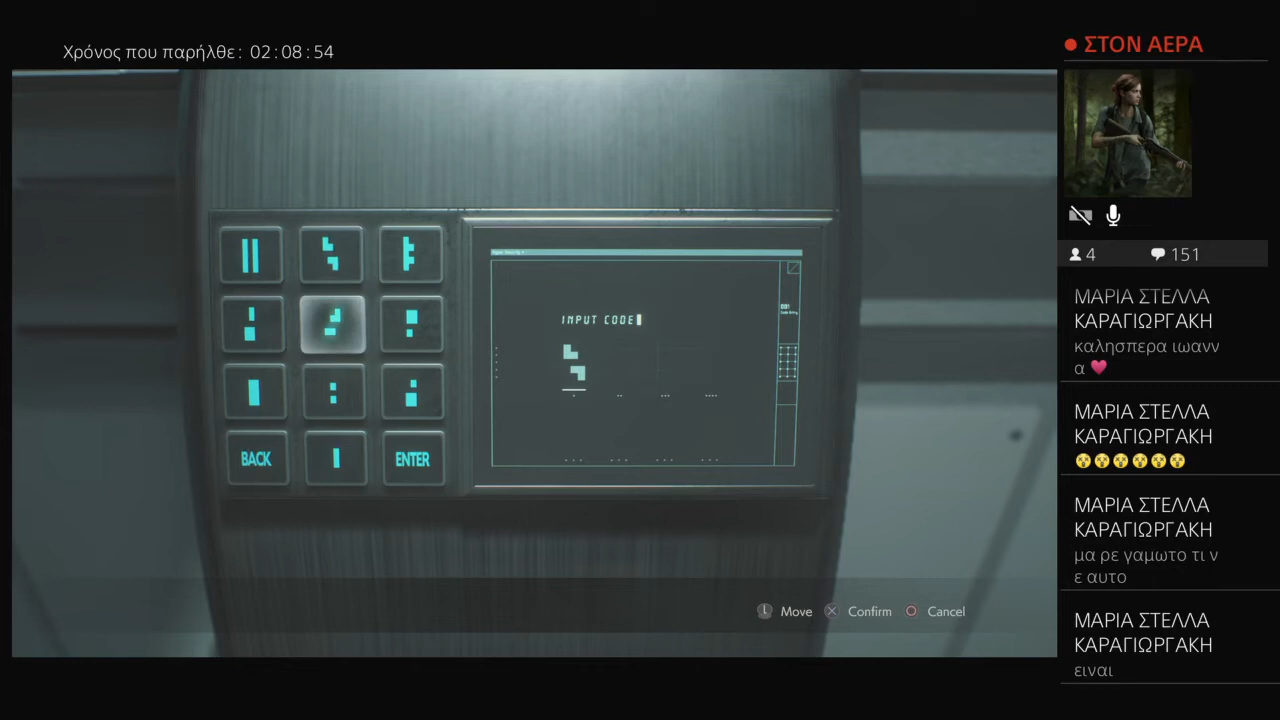 Χρόνος που παρήλθε: 02:08:54
ΣΤΟΝ ΑΕΡΑ
4
151
ΜΑΡΙΑ ΣΤΕΛΛΑ
ΚΑΡΑΓΙΩΡΓΑΚΗ
καλησπερα ιωανν
α ❤
ΜΑΡΙΑ ΣΤΕΛΛΑ
ΚΑΡΑΓΙΩΡΓΑΚΗ
😵😵😵😵😵😵
ΜΑΡΙΑ ΣΤΕΛΛΑ
ΚΑΡΑΓΙΩΡΓΑΚΗ
μα ρε γαμωτο τι ν
ε αυτο
ΜΑΡΙΑ ΣΤΕΛΛΑ
ΚΑΡΑΓΙΩΡΓΑΚΗ
ειναι
INPUT CODE
BACK
ENTER
Move
Confirm
Cancel